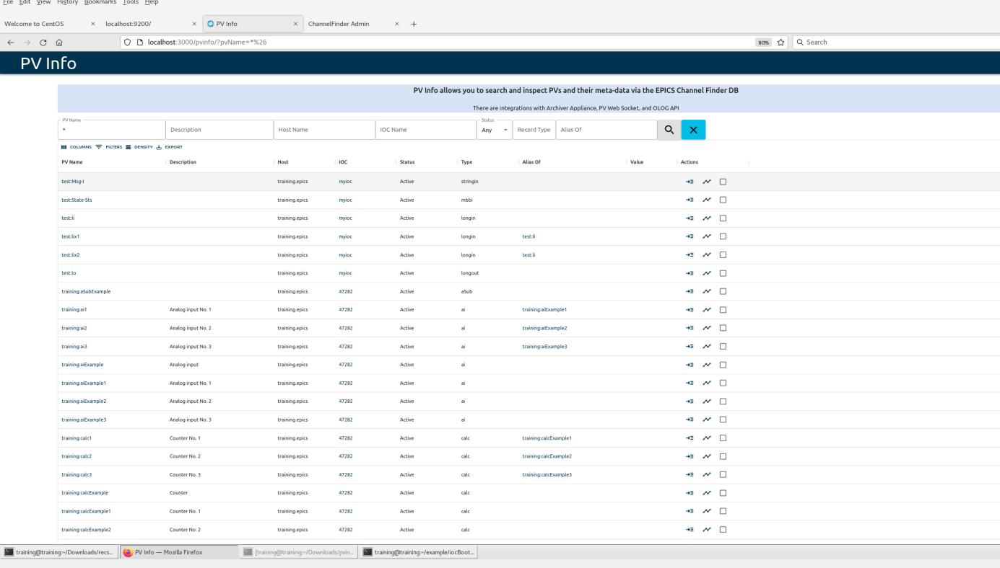 File Edit View History Bookmarks Tools Help
Welcome to CentOS × localhost:9200/ × PV Info × ChannelFinder Admin × +
localhost:3000/pvinfo/?pvName=*%26 80% Search
PV Info
PV Info allows you to search and inspect PVs and their meta-data via the EPICS Channel Finder DB
There are integrations with Archiver Appliance, PV Web Socket, and OLOG API
PV Name Status
* Description Host Name IOC Name Any Record Type Alias Of
COLUMNS FILTERS DENSITY EXPORT
PV Name Description Host IOC Status Type Alias Of Value Actions
test:Msg-I training.epics myioc Active stringin
test:State-Sts training.epics myioc Active mbbi
test:li training.epics myioc Active longin
test:lix1 training.epics myioc Active longin test:li
test:lix2 training.epics myioc Active longin test:li
test:lo training.epics myioc Active longout
training:aSubExample training.epics 47282 Active aSub
training:ai1 Analog input No. 1 training.epics 47282 Active ai training:aiExample1
training:ai2 Analog input No. 2 training.epics 47282 Active ai training:aiExample2
training:ai3 Analog input No. 3 training.epics 47282 Active ai training:aiExample3
training:aiExample Analog input training.epics 47282 Active ai
training:aiExample1 Analog input No. 1 training.epics 47282 Active ai
training:aiExample2 Analog input No. 2 training.epics 47282 Active ai
training:aiExample3 Analog input No. 3 training.epics 47282 Active ai
training:calc1 Counter No. 1 training.epics 47282 Active calc training:calcExample1
training:calc2 Counter No. 2 training.epics 47282 Active calc training:calcExample2
training:calc3 Counter No. 3 training.epics 47282 Active calc training:calcExample3
training:calcExample Counter training.epics 47282 Active calc
training:calcExample1 Counter No. 1 training.epics 47282 Active calc
training:calcExample2 Counter No. 2 training.epics 47282 Active calc
training@training:~/Downloads/recs... PV Info — Mozilla Firefox [training@training:~/Downloads/pvin... training@training:~/example/iocBoot...